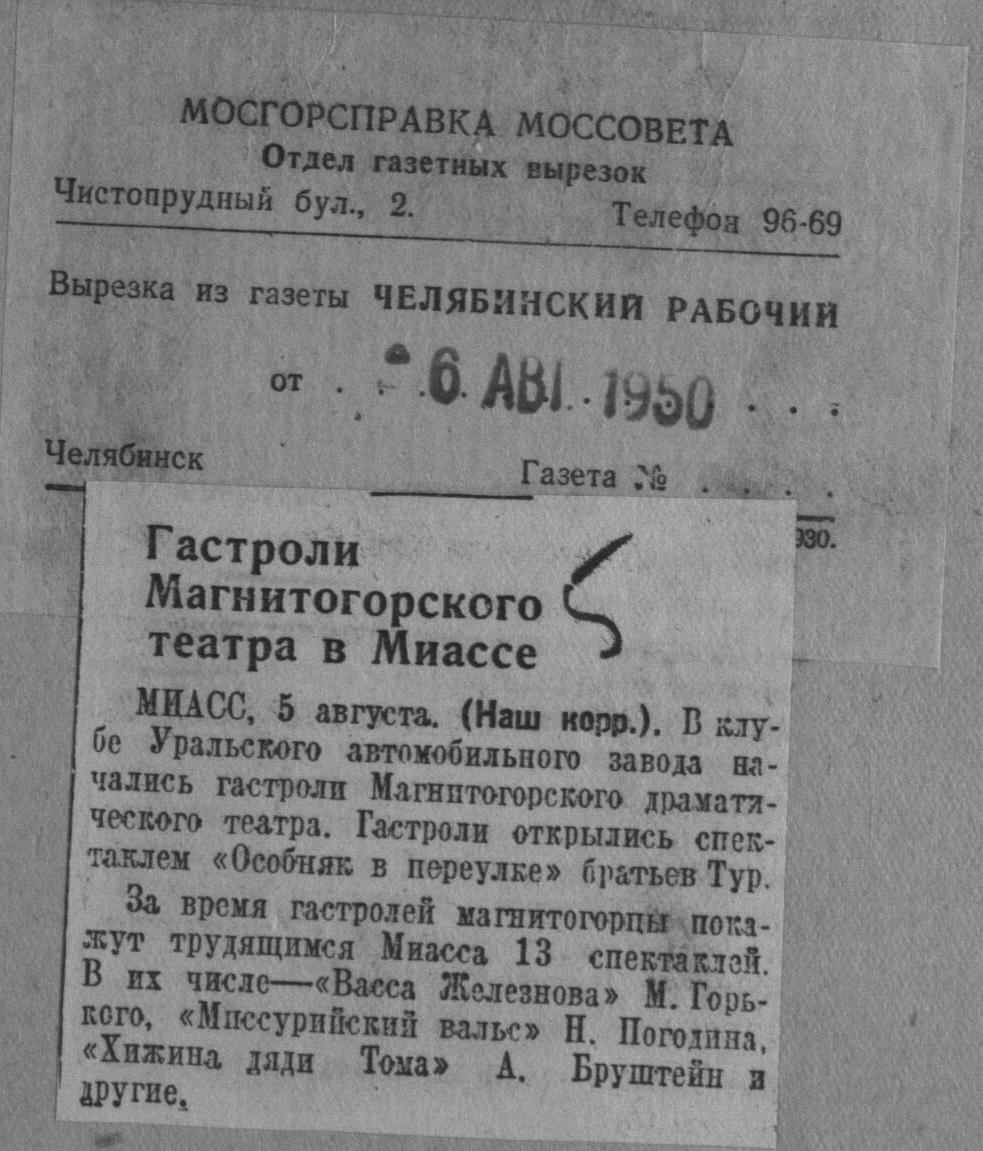 МОСГОРСПРАВКА МОССОВЕТА
Отдел газетных вырезок
Чистопрудный бул., 2. Телефон 96-69
Вырезка из газеты ЧЕЛЯБИНСКИЙ РАБОЧИЙ
от . . -6 АВГ. 1950 . . .
Челябинск Газета № . . . .
930.
Гастроли
Магнитогорского
театра в Миассе
МИАСС, 5 августа. (Наш корр.). В клу-
бе Уральского автомобильного завода на-
чались гастроли Магнитогорского драмати-
ческого театра. Гастроли открылись спек-
таклем «Особняк в переулке» братьев Тур.
За время гастролей магнитогорцы пока-
жут трудящимся Миасса 13 спектаклей.
В их числе—«Васса Железнова» М. Горь-
кого, «Миссурийский вальс» Н. Погодина,
«Хижина дяди Тома» А. Бруштейн и
другие.